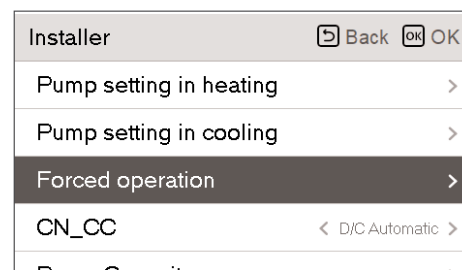 Installer Back OK OK
Pump setting in heating >
Pump setting in cooling >
Forced operation >
CN_CC < D/C Automatic >